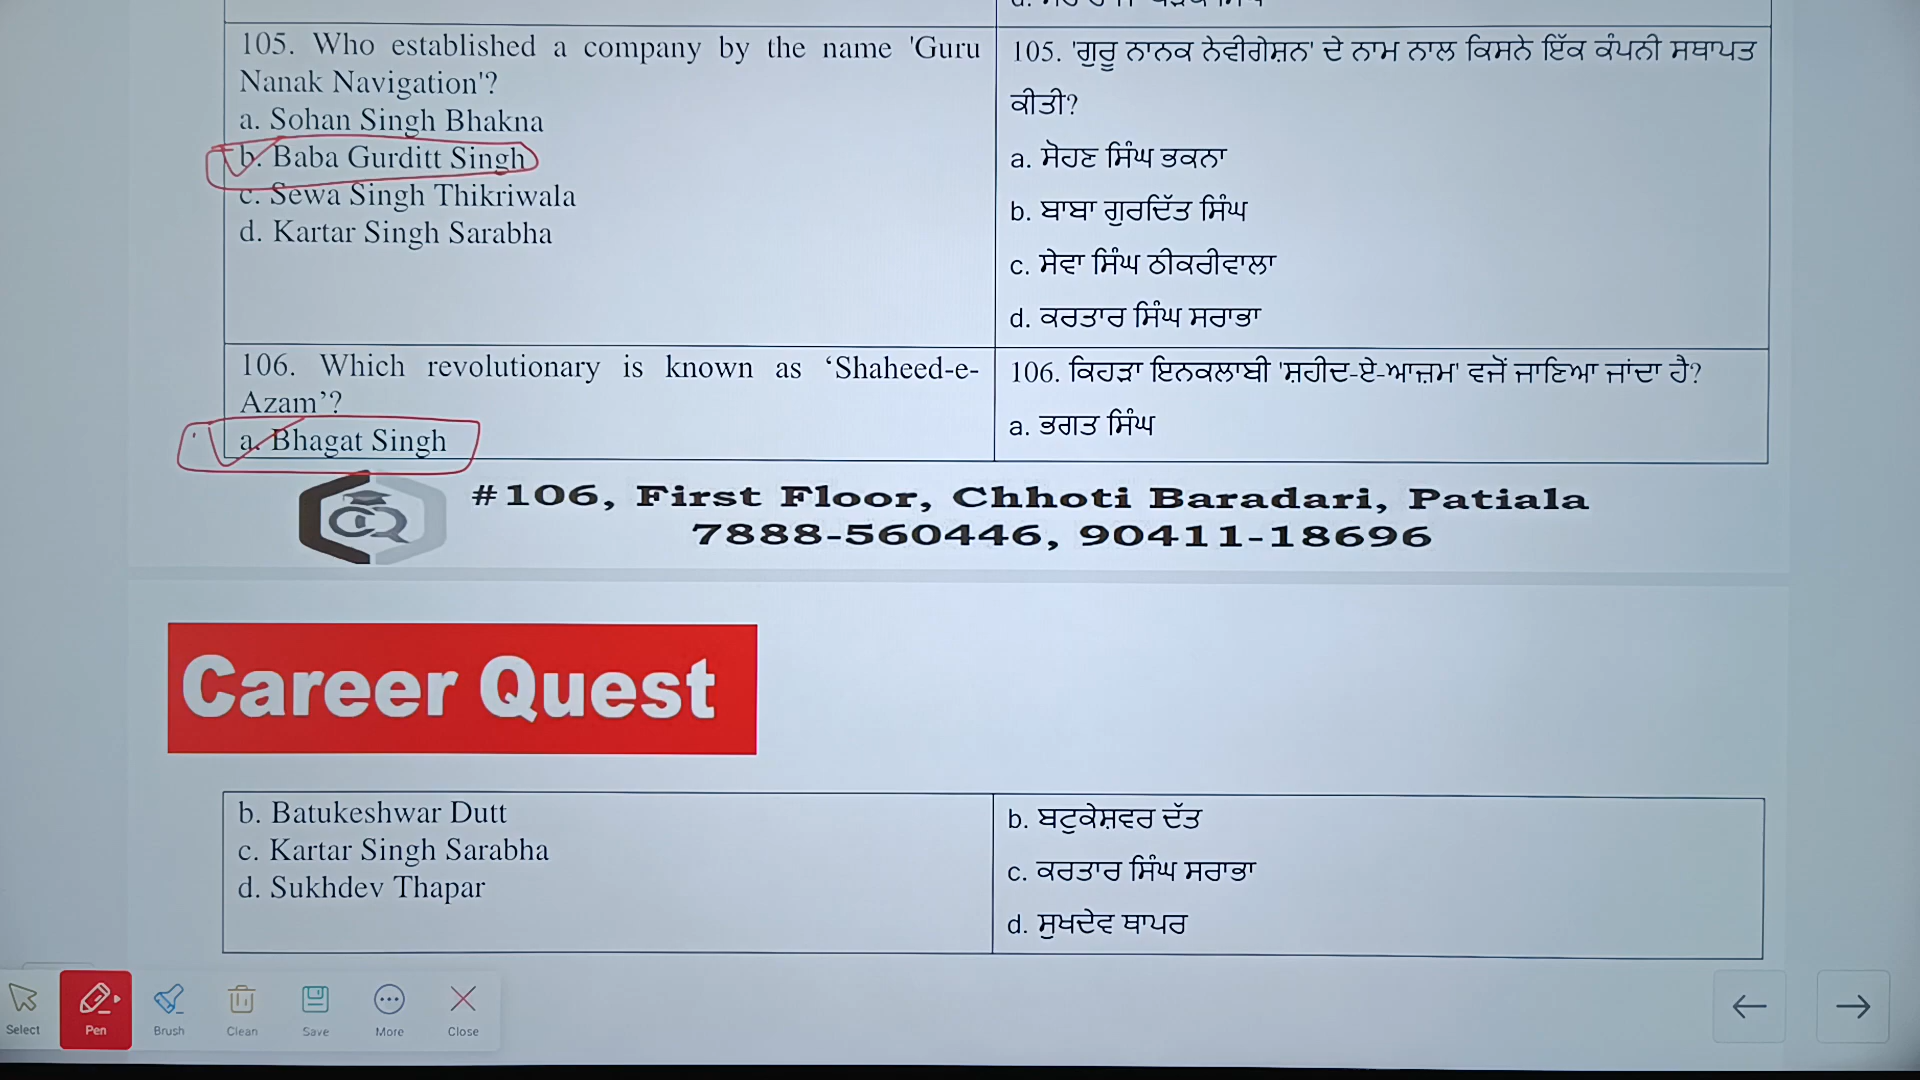 105. Who established a company by the name 'Guru
Nanak Navigation'?
a. Sohan Singh Bhakna
b. Baba Gurditt Singh
c. Sewa Singh Thikriwala
d. Kartar Singh Sarabha
105. 'ਗੁਰੂ ਨਾਨਕ ਨੇਵੀਗੇਸ਼ਨ' ਦੇ ਨਾਮ ਨਾਲ ਕਿਸਨੇ ਇੱਕ ਕੰਪਨੀ ਸਥਾਪਤ
ਕੀਤੀ?
a. ਸੋਹਣ ਸਿੰਘ ਭਕਨਾ
b. ਬਾਬਾ ਗੁਰਦਿੱਤ ਸਿੰਘ
c. ਸੇਵਾ ਸਿੰਘ ਠੀਕਰੀਵਾਲਾ
d. ਕਰਤਾਰ ਸਿੰਘ ਸਰਾਭਾ
106. Which revolutionary is known as ‘Shaheed-e-
Azam’?
a. Bhagat Singh
106. ਕਿਹੜਾ ਇਨਕਲਾਬੀ 'ਸ਼ਹੀਦ-ਏ-ਆਜ਼ਮ' ਵਜੋਂ ਜਾਣਿਆ ਜਾਂਦਾ ਹੈ?
a. ਭਗਤ ਸਿੰਘ
#106, First Floor, Chhoti Baradari, Patiala
7888-560446, 90411-18696
Career Quest
b. Batukeshwar Dutt
c. Kartar Singh Sarabha
d. Sukhdev Thapar
b. ਬਟੁਕੇਸ਼ਵਰ ਦੱਤ
c. ਕਰਤਾਰ ਸਿੰਘ ਸਰਾਭਾ
d. ਸੁਖਦੇਵ ਥਾਪਰ
Select
Pen
Brush
Clean
Save
More
Close